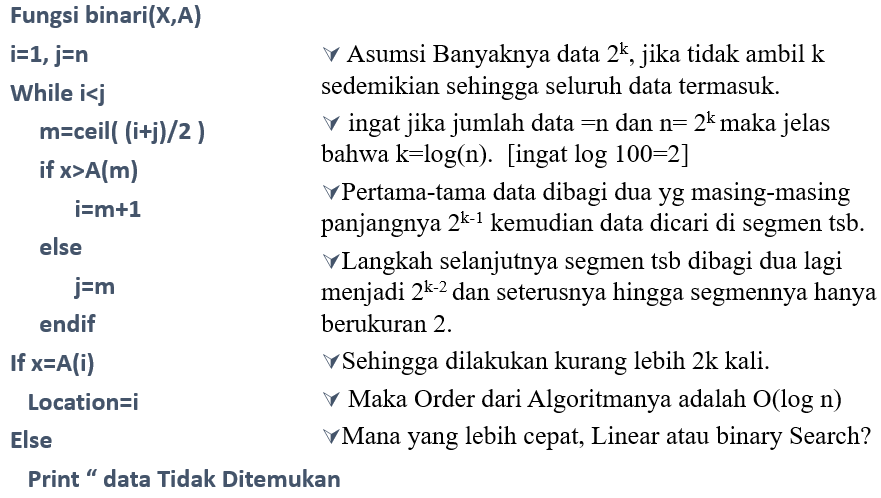 Fungsi binari(X,A)
i=1, j=n
While i<j
m=ceil( (i+j)/2 )
if x>A(m)
i=m+1
else
j=m
endif
If x=A(i)
Location=i
Else
Print “ data Tidak Ditemukan
Asumsi Banyaknya data 2ᵏ, jika tidak ambil k
sedemikian sehingga seluruh data termasuk.
ingat jika jumlah data =n dan n= 2ᵏ maka jelas
bahwa k=log(n). [ingat log 100=2]
Pertama-tama data dibagi dua yg masing-masing
panjangnya 2ᵏ⁻¹ kemudian data dicari di segmen tsb.
Langkah selanjutnya segmen tsb dibagi dua lagi
menjadi 2ᵏ⁻² dan seterusnya hingga segmennya hanya
berukuran 2.
Sehingga dilakukan kurang lebih 2k kali.
Maka Order dari Algoritmanya adalah O(log n)
Mana yang lebih cepat, Linear atau binary Search?